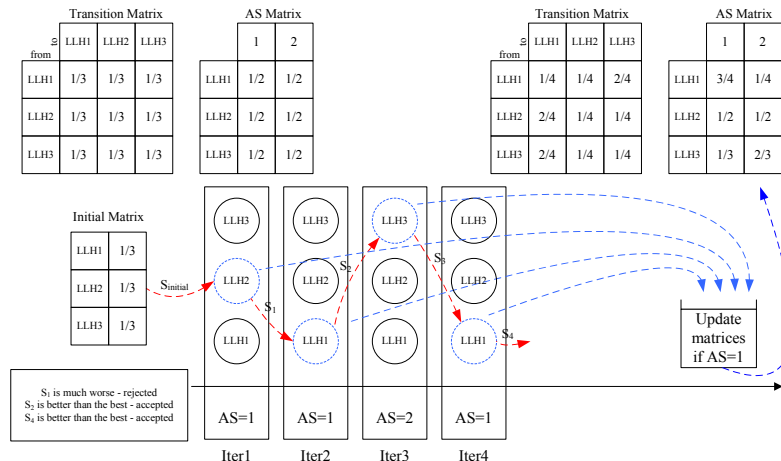 Transition Matrix
to
from
LLH1 LLH2 LLH3
LLH1 1/3 1/3 1/3
LLH2 1/3 1/3 1/3
LLH3 1/3 1/3 1/3
AS Matrix
1 2
LLH1 1/2 1/2
LLH2 1/2 1/2
LLH3 1/2 1/2
Transition Matrix
to
from
LLH1 LLH2 LLH3
LLH1 1/4 1/4 2/4
LLH2 2/4 1/4 1/4
LLH3 2/4 1/4 1/4
AS Matrix
1 2
LLH1 3/4 1/4
LLH2 1/2 1/2
LLH3 1/3 2/3
Initial Matrix
LLH1 1/3
LLH2 1/3
LLH3 1/3
Sinitial
LLH3 LLH3 LLH3 LLH3
LLH2 LLH2 LLH2 LLH2
LLH1 LLH1 LLH1 LLH1
S1
S2
S3
S4
Update
matrices
if AS=1
S1 is much worse - rejected
S2 is better than the best - accepted
S4 is better than the best - accepted
AS=1 AS=1 AS=2 AS=1
Iter1 Iter2 Iter3 Iter4